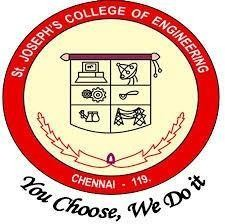 St. JOSEPH'S COLLEGE OF ENGINEERING
CHENNAI - 119.
You Choose, We Do it